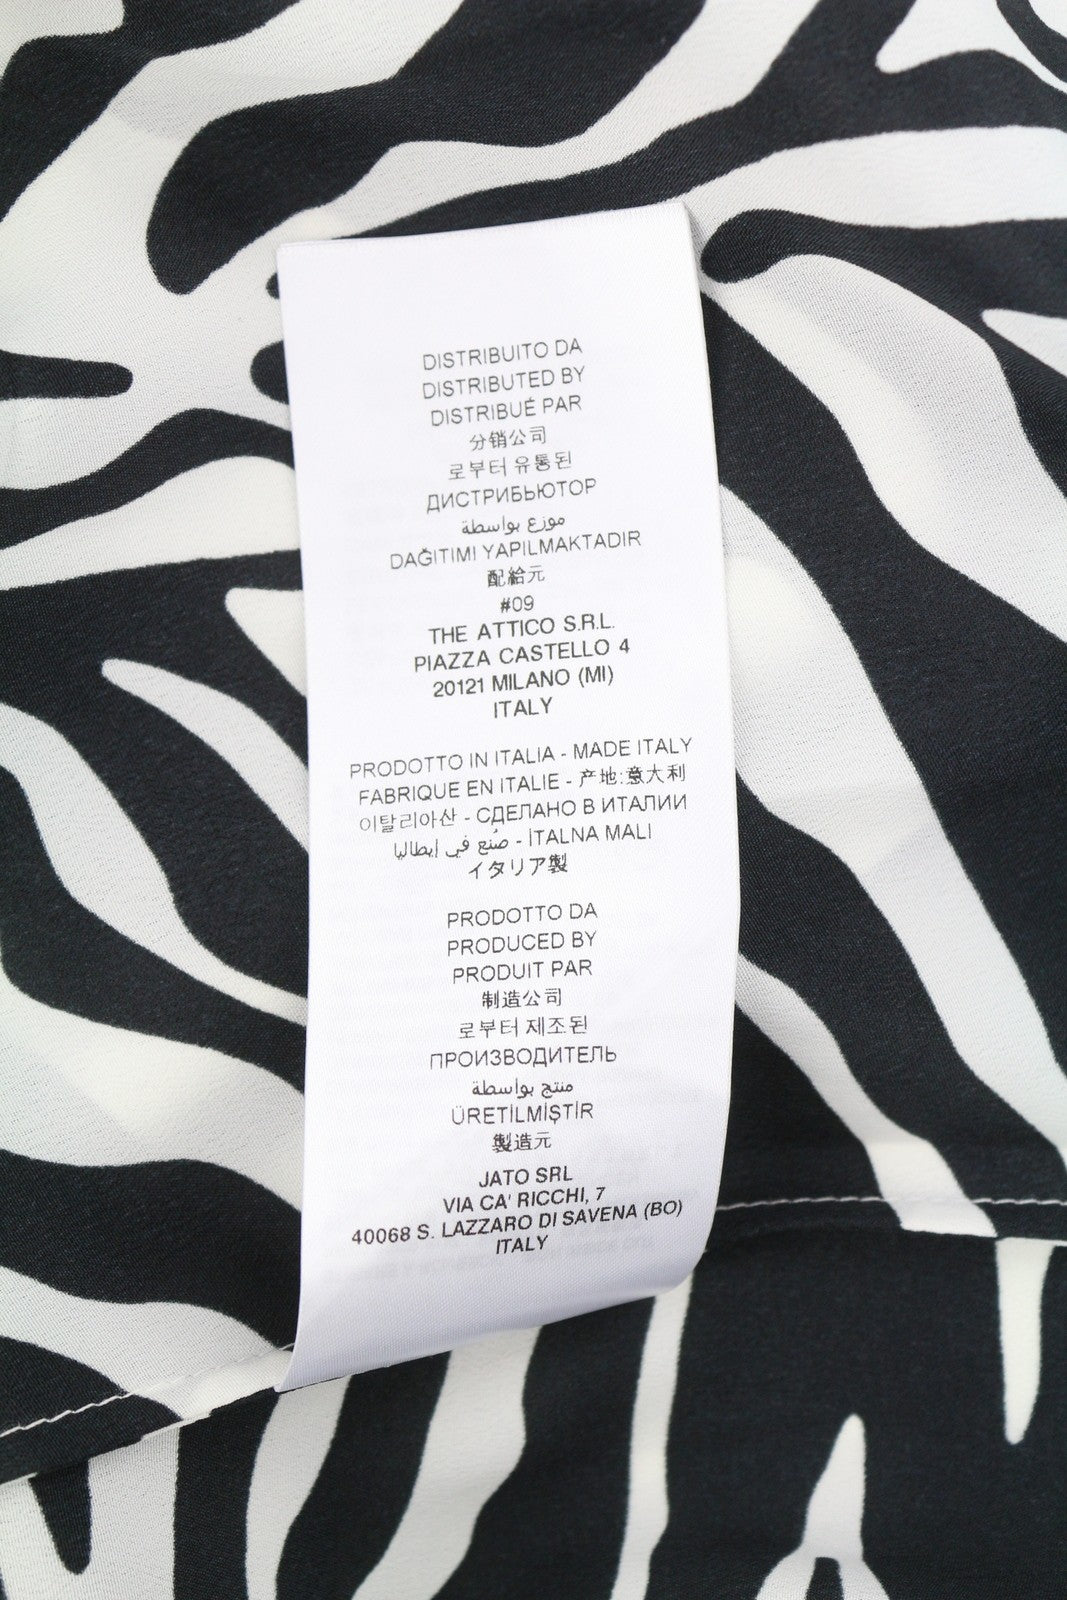 DISTRIBUITO DA
DISTRIBUTED BY
DISTRIBUÉ PAR
分销公司
로부터 유통된
ДИСТРИБЬЮТОР
موزع بواسطة
DAĞITIMI YAPILMAKTADIR
配給元
#09
THE ATTICO S.R.L.
PIAZZA CASTELLO 4
20121 MILANO (MI)
ITALY
PRODOTTO IN ITALIA - MADE ITALY
FABRIQUE EN ITALIE - 产地:意大利
이탈리아산 - СДЕЛАНО В ИТАЛИИ
صُنع في إيطاليا - İTALNA MALI
イタリア製
PRODOTTO DA
PRODUCED BY
PRODUIT PAR
制造公司
로부터 제조된
ПРОИЗВОДИТЕЛЬ
منتج بواسطة
ÜRETİLMİŞTİR
製造元
JATO SRL
VIA CA' RICCHI, 7
40068 S. LAZZARO DI SAVENA (BO)
ITALY